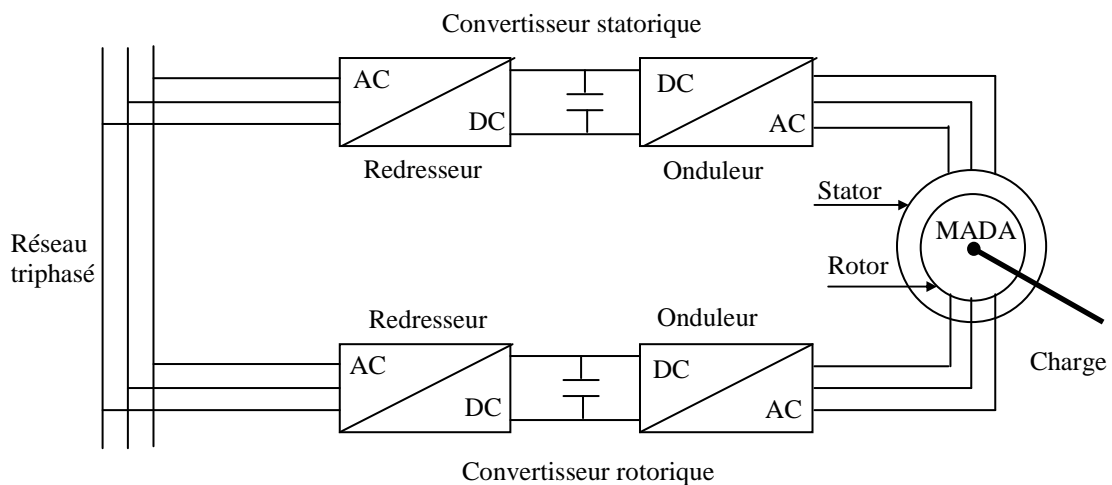 Convertisseur statorique
AC
DC
DC
AC
Redresseur
Onduleur
Stator
MADA
Réseau
triphasé
Rotor
Redresseur
Onduleur
AC
DC
DC
AC
Charge
Convertisseur rotorique